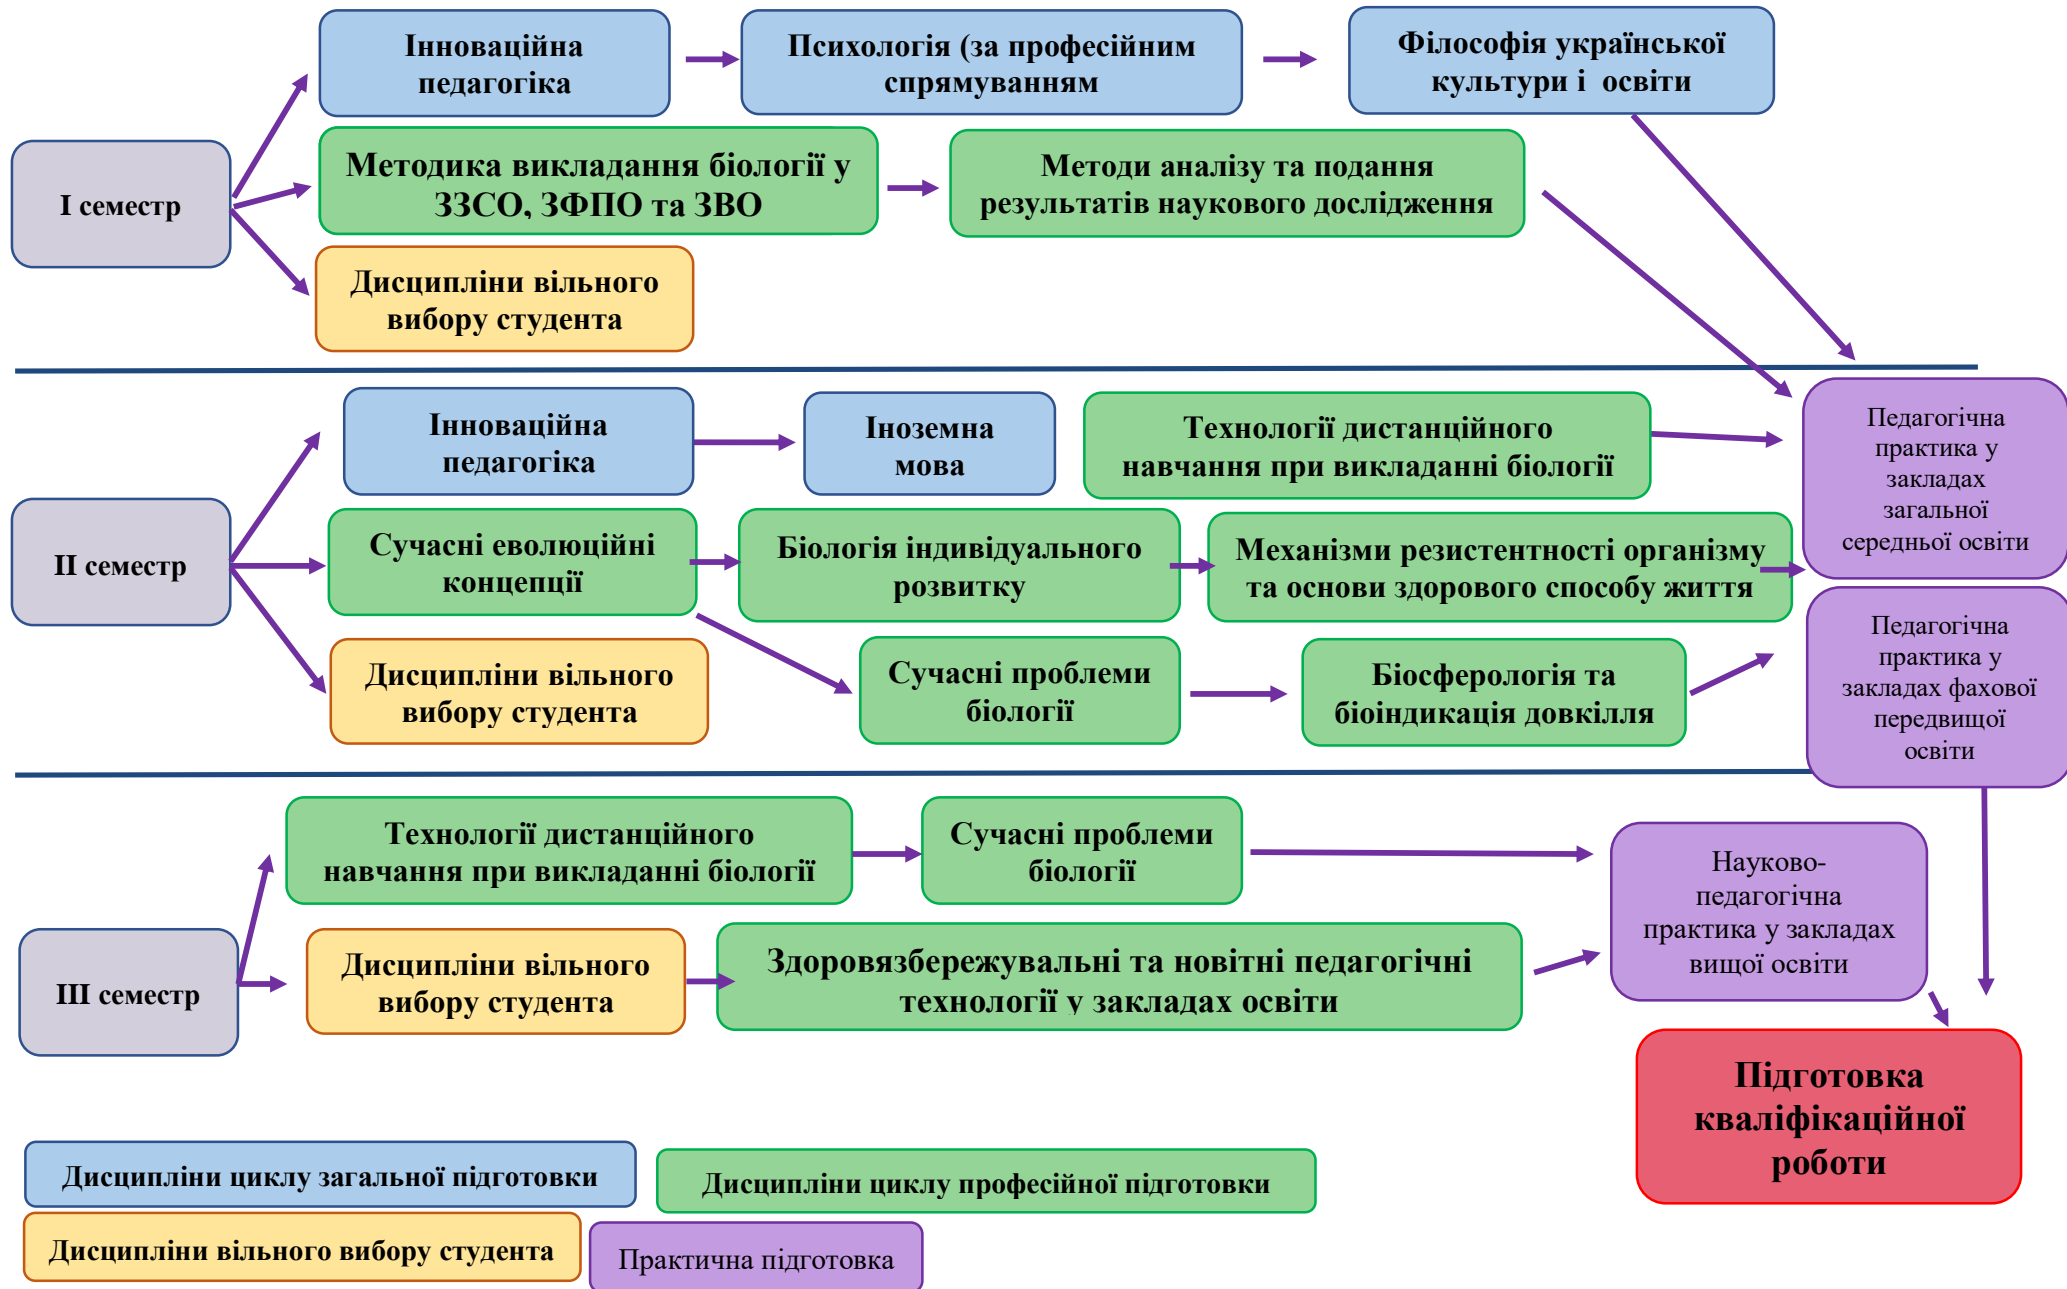 Інноваційна
педагогіка
Психологія (за професійним
спрямуванням
Філософія української
культури і освіти
І семестр
Методика викладання біології у
ЗЗСО, ЗФПО та ЗВО
Методи аналізу та подання
результатів наукового дослідження
Дисципліни вільного
вибору студента
Інноваційна
педагогіка
Іноземна
мова
Технології дистанційного
навчання при викладанні біології
Педагогічна
практика у
закладах
загальної
середньої освіти
ІІ семестр
Сучасні еволюційні
концепції
Біологія індивідуального
розвитку
Механізми резистентності організму
та основи здорового способу життя
Дисципліни вільного
вибору студента
Сучасні проблеми
біології
Біосферологія та
біоіндикація довкілля
Педагогічна
практика у
закладах фахової
передвищої
освіти
Технології дистанційного
навчання при викладанні біології
Сучасні проблеми
біології
Науково-
педагогічна
практика у закладах
вищої освіти
ІІІ семестр
Дисципліни вільного
вибору студента
Здоровязбережувальні та новітні педагогічні
технології у закладах освіти
Підготовка
кваліфікаційної
роботи
Дисципліни циклу загальної підготовки
Дисципліни циклу професійної підготовки
Дисципліни вільного вибору студента
Практична підготовка